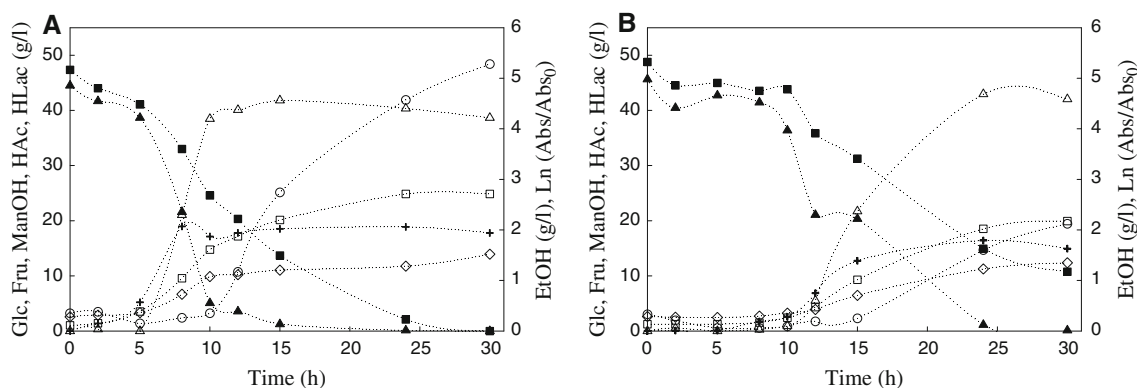 A
Glc, Fru, ManOH, HAc, HLac (g/l)
50
40
30
20
10
0
6
5
4
3
2
1
0
EtOH (g/l), Ln (Abs/Abs₀)
0 5 10 15 20 25 30
Time (h)
B
Glc, Fru, ManOH, HAc, HLac (g/l)
50
40
30
20
10
0
6
5
4
3
2
1
0
EtOH (g/l), Ln (Abs/Abs₀)
0 5 10 15 20 25 30
Time (h)